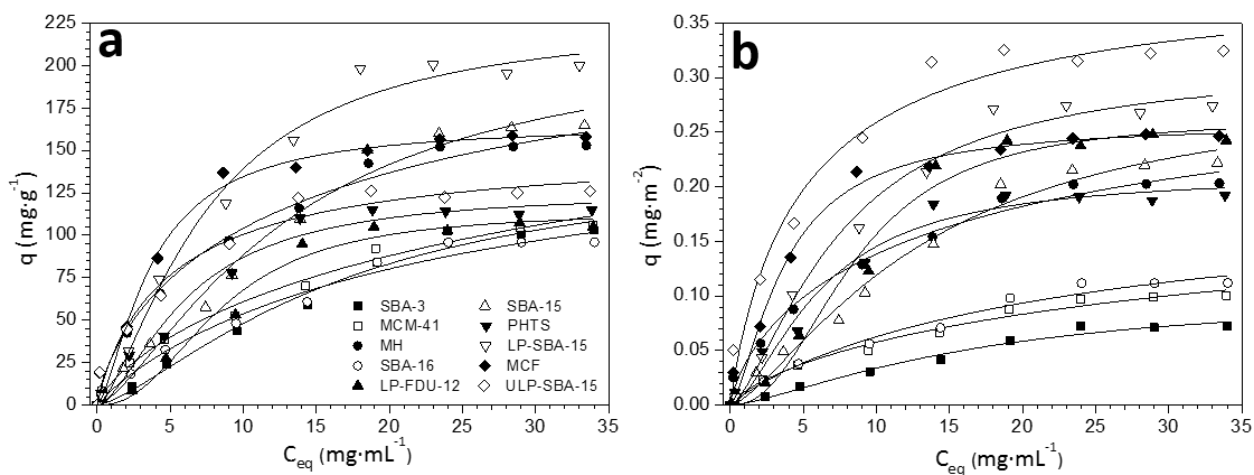 a
225
200
175
150
125
100
75
50
25
0
q (mg·g⁻¹)
0 5 10 15 20 25 30 35
C_eq (mg·mL⁻¹)
SBA-3
MCM-41
MH
SBA-16
LP-FDU-12
SBA-15
PHTS
LP-SBA-15
MCF
ULP-SBA-15
b
0.35
0.30
0.25
0.20
0.15
0.10
0.05
0.00
q (mg·m⁻²)
0 5 10 15 20 25 30 35
C_eq (mg·mL⁻¹)